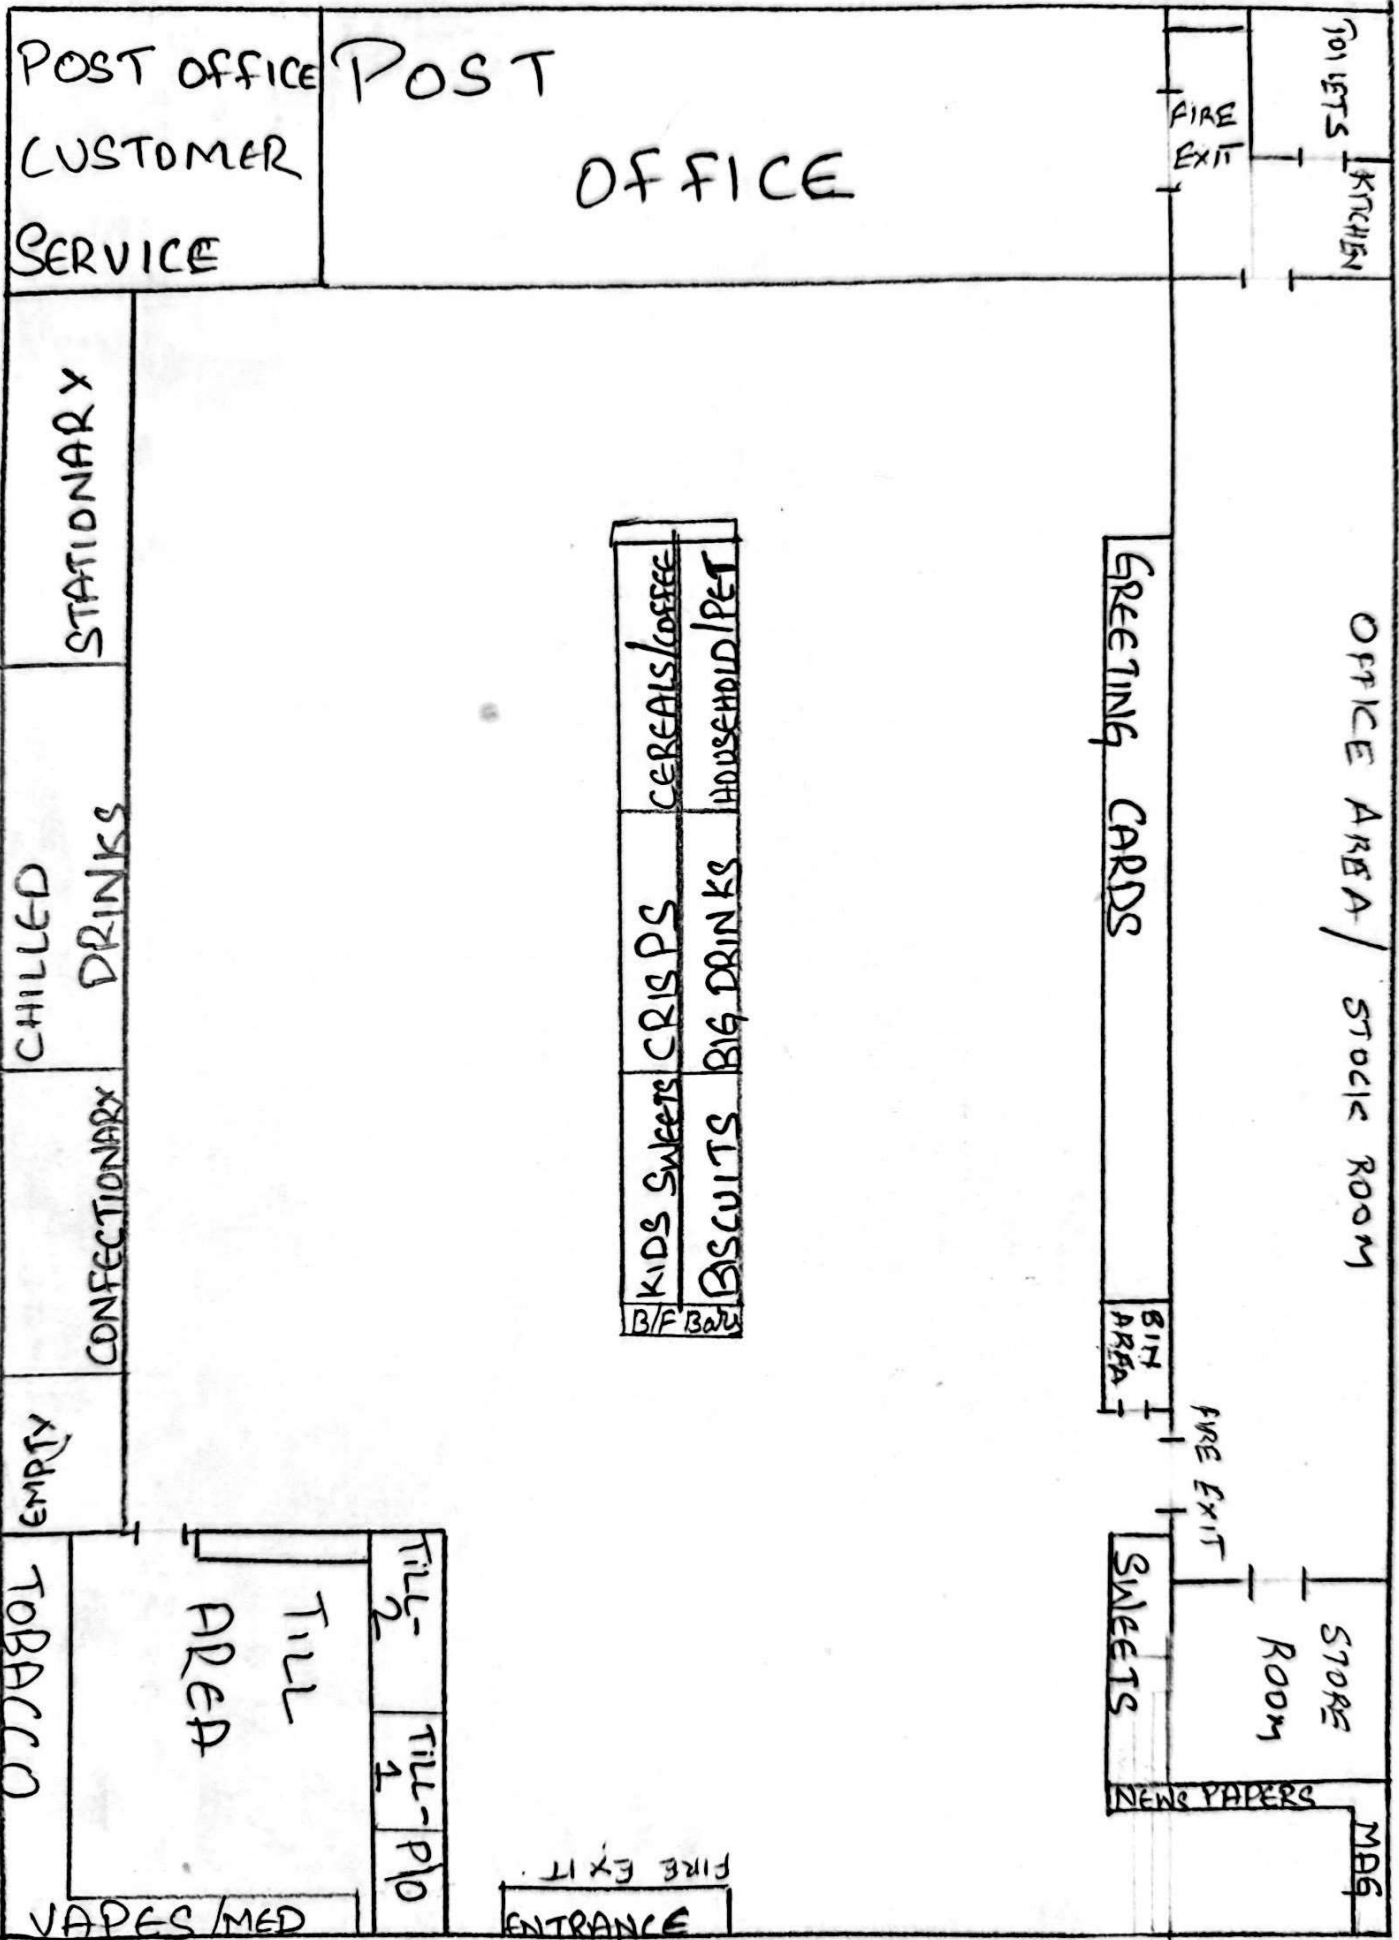 POST OFFICE
CUSTOMER
SERVICE
POST
OFFICE
FIRE
EXIT
TOILETS
KITCHEN
STATIONARY
CHILLED
DRINKS
CONFECTIONARY
EMPTY
CEREALS/COFFEE
HOUSEHOLD/PET
CRISPS
BIG DRINKS
KIDS SWEETS
BISCUITS
B/F Bars
GREETING CARDS
BIN
AREA
OFFICE AREA/ STOCK ROOM
FIRE EXIT
SWEETS
STORE
ROOM
NEWS PAPERS
MAG
TOBACCO
TILL
AREA
TILL-
2
TILL-
1
P/O
VAPES/MED
FIRE EXIT
ENTRANCE